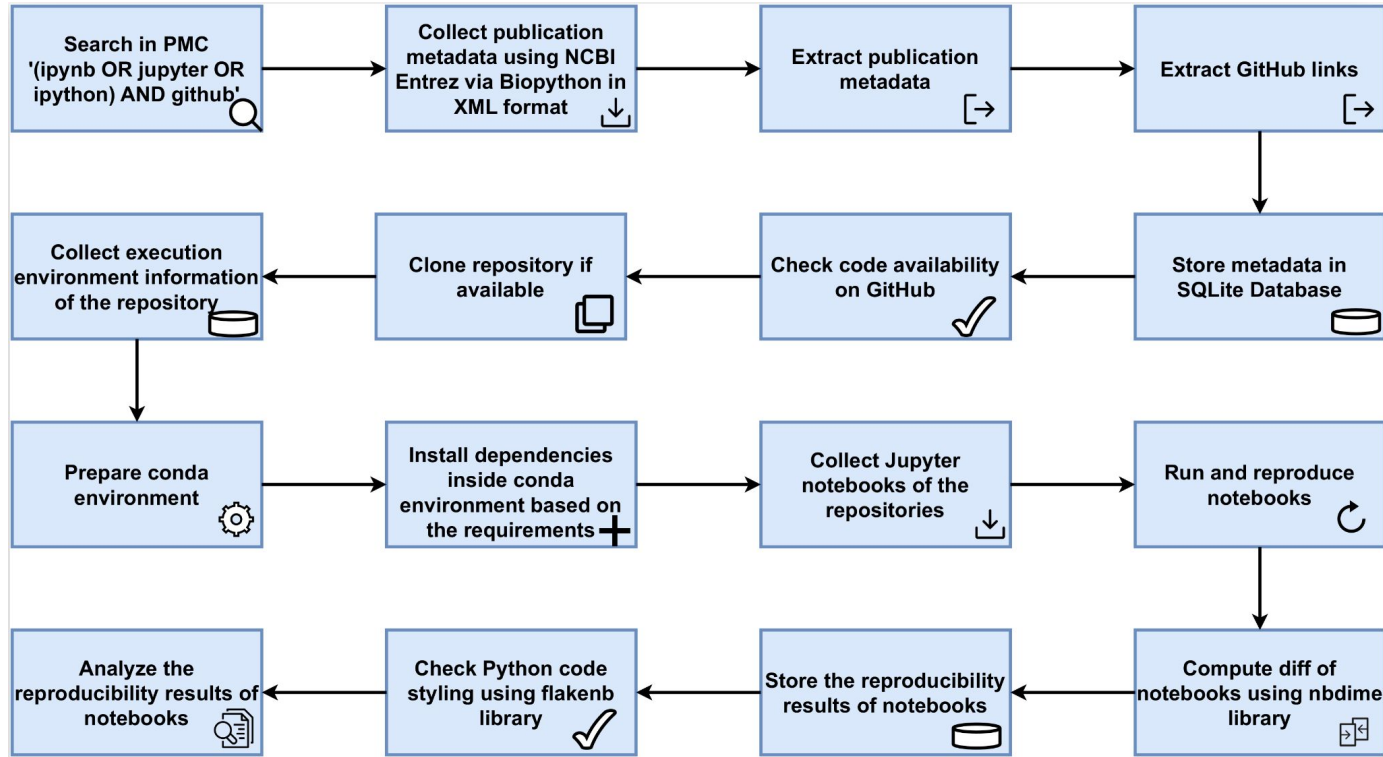 Search in PMC
'(ipynb OR jupyter OR
ipython) AND github'
Collect publication
metadata using NCBI
Entrez via Biopython in
XML format
Extract publication
metadata
Extract GitHub links
Store metadata in
SQLite Database
Check code availability
on GitHub
Clone repository if
available
Collect execution
environment information
of the repository
Prepare conda
environment
Install dependencies
inside conda
environment based on
the requirements
Collect Jupyter
notebooks of the
repositories
Run and reproduce
notebooks
Compute diff of
notebooks using nbdime
library
Store the reproducibility
results of notebooks
Check Python code
styling using flakenb
library
Analyze the
reproducibility results of
notebooks